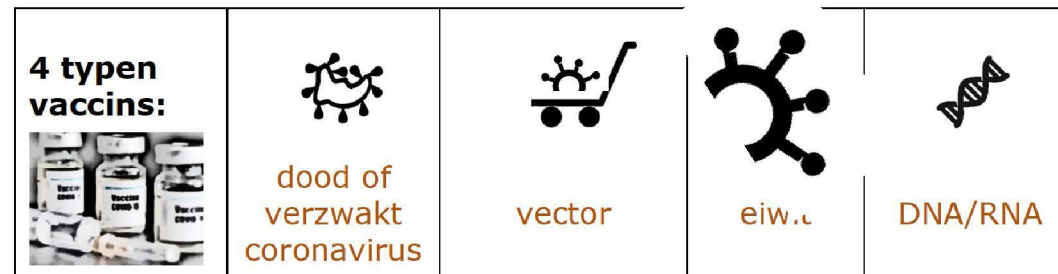 4 typen
vaccins:
dood of
verzwakt
coronavirus
vector
DNA/RNA